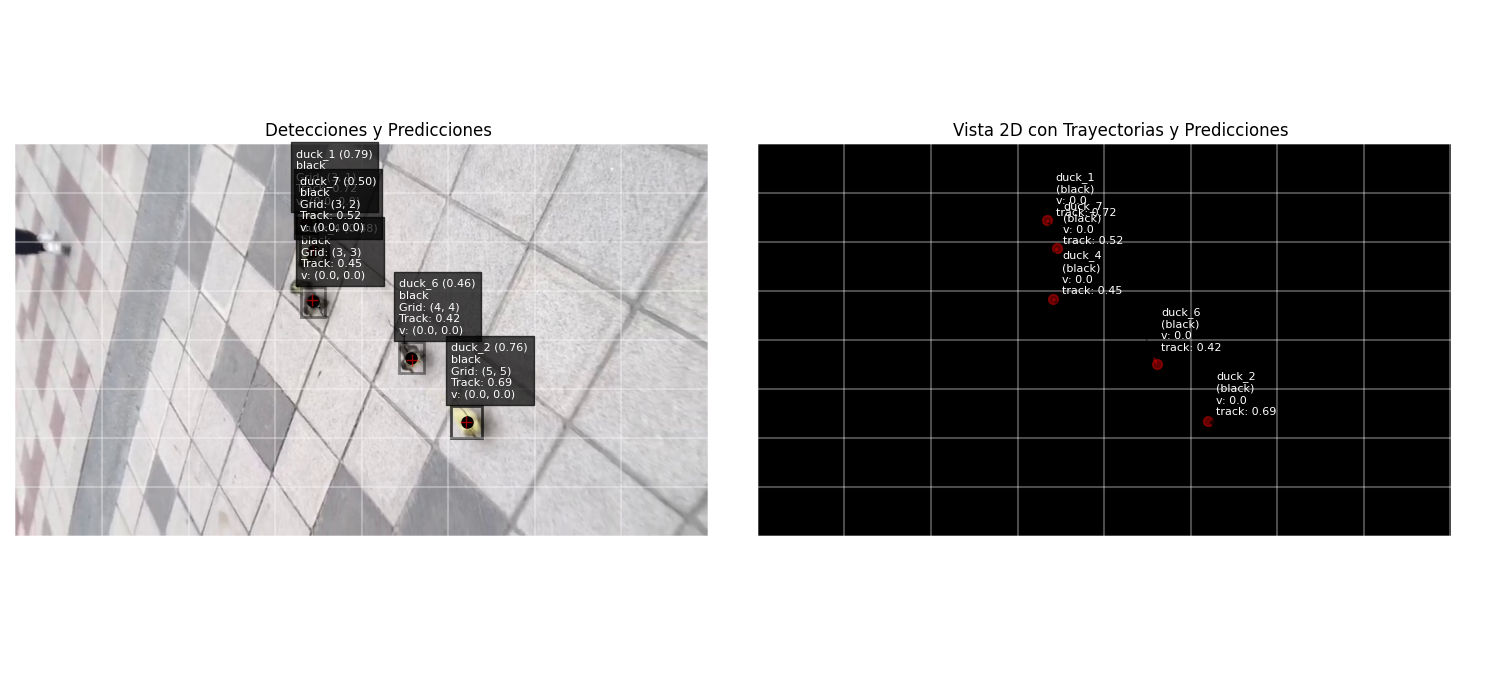 Detecciones y Predicciones
duck_1 (0.79)
black
duck_7 (0.50)
black
Grid: (3, 2)
Track: 0.52
v: (0.0, 0.0)
black
Grid: (3, 3)
Track: 0.45
v: (0.0, 0.0)
duck_6 (0.46)
black
Grid: (4, 4)
Track: 0.42
v: (0.0, 0.0)
duck_2 (0.76)
black
Grid: (5, 5)
Track: 0.69
v: (0.0, 0.0)
Vista 2D con Trayectorias y Predicciones
duck_1
(black)
v: 0.0
track: 0.72
duck_7
(black)
v: 0.0
track: 0.52
duck_4
(black)
v: 0.0
track: 0.45
duck_6
(black)
v: 0.0
track: 0.42
duck_2
(black)
v: 0.0
track: 0.69